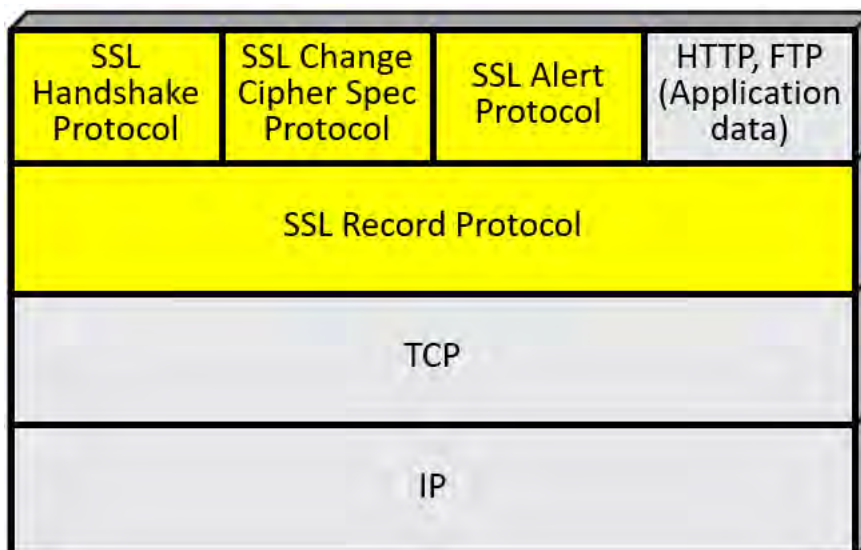 SSL
Handshake
Protocol
SSL Change
Cipher Spec
Protocol
SSL Alert
Protocol
HTTP, FTP
(Application
data)
SSL Record Protocol
TCP
IP